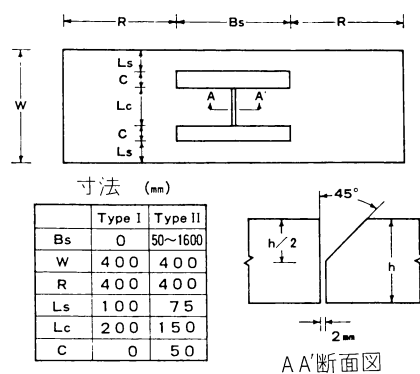 R Bs R
Ls
C
W Lc A A'
C
Ls
寸法 (mm)
Type I Type II
Bs 0 50~1600
W 400 400
R 400 400
Ls 100 75
Lc 200 150
C 0 50
45°
h/2
h
2mm
AA'断面図